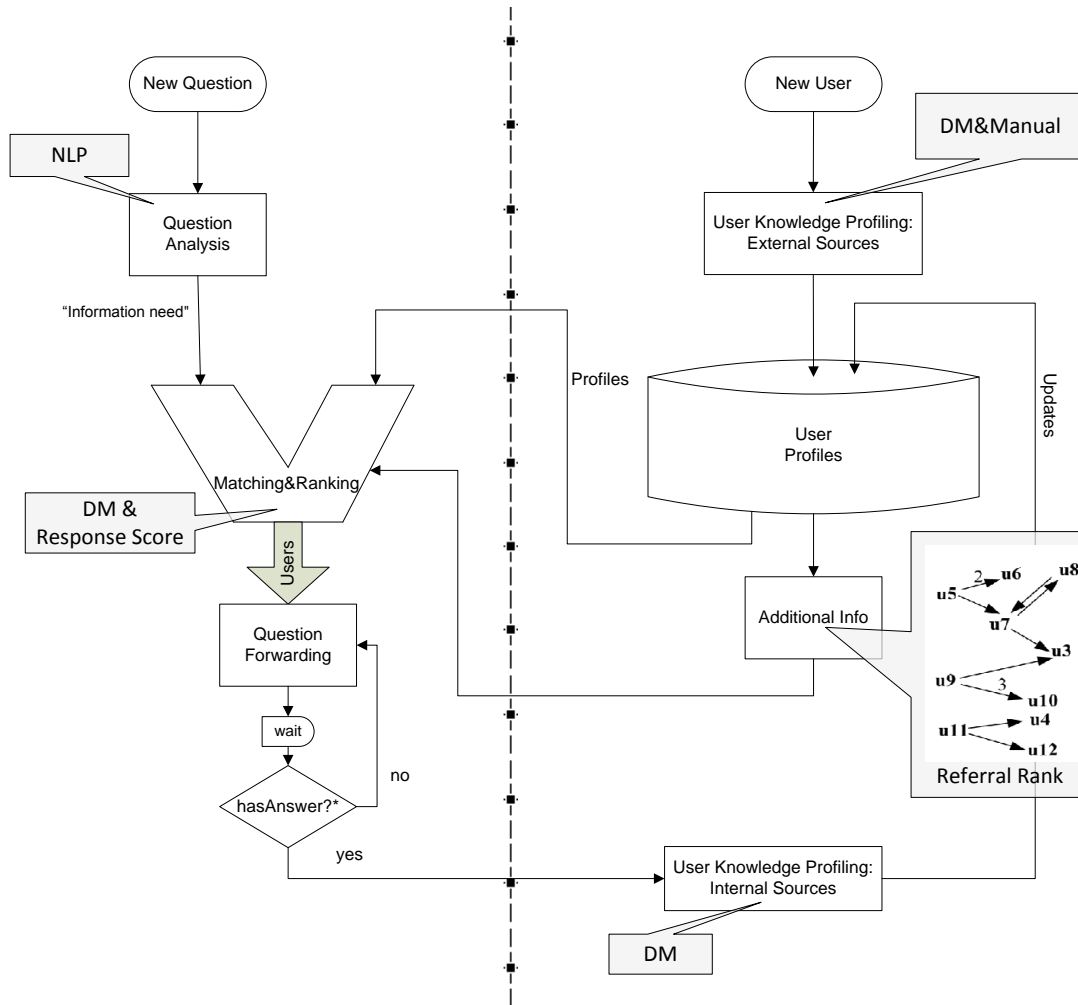 New Question
NLP
Question
Analysis
“Information need”
Matching&Ranking
DM &
Response Score
Users
Question
Forwarding
wait
hasAnswer?*
no
yes
New User
DM&Manual
User Knowledge Profiling:
External Sources
Profiles
Updates
User
Profiles
Additional Info
2
u6
u8
u5
u7
u3
u9
3
u10
u4
u11
u12
Referral Rank
User Knowledge Profiling:
Internal Sources
DM